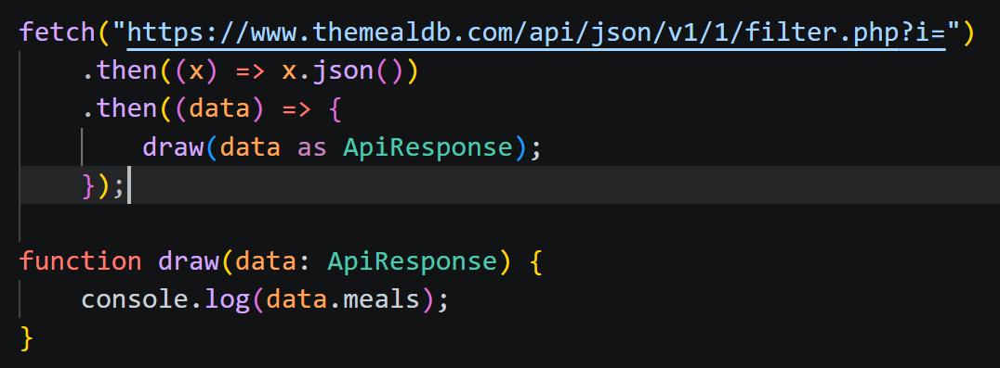 fetch("https://www.themealdb.com/api/json/v1/1/filter.php?i=")
    .then((x) => x.json())
    .then((data) => {
        draw(data as ApiResponse);
    });

function draw(data: ApiResponse) {
    console.log(data.meals);
}